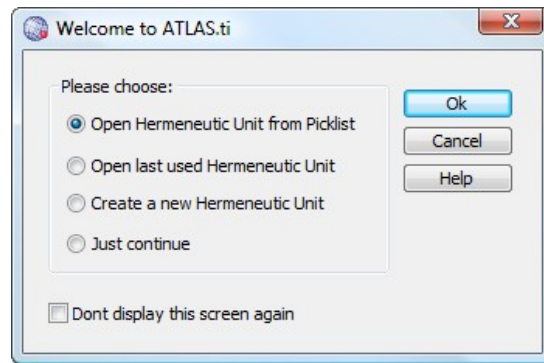 Welcome to ATLAS.ti
Please choose:
Open Hermeneutic Unit from Picklist
Open last used Hermeneutic Unit
Create a new Hermeneutic Unit
Just continue
Ok
Cancel
Help
Dont display this screen again